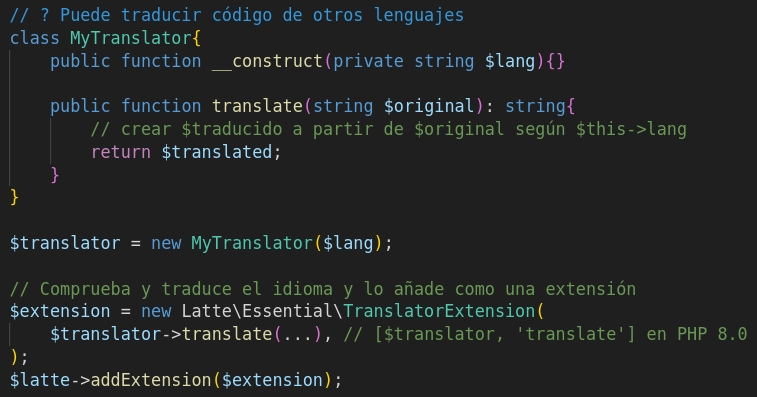 // ? Puede traducir código de otros lenguajes
class MyTranslator{
    public function __construct(private string $lang){}

    public function translate(string $original): string{
        // crear $traducido a partir de $original según $this->lang
        return $translated;
    }
}

$translator = new MyTranslator($lang);

// Comprueba y traduce el idioma y lo añade como una extensión
$extension = new Latte\Essential\TranslatorExtension(
    $translator->translate(...), // [$translator, 'translate'] en PHP 8.0
);
$latte->addExtension($extension);